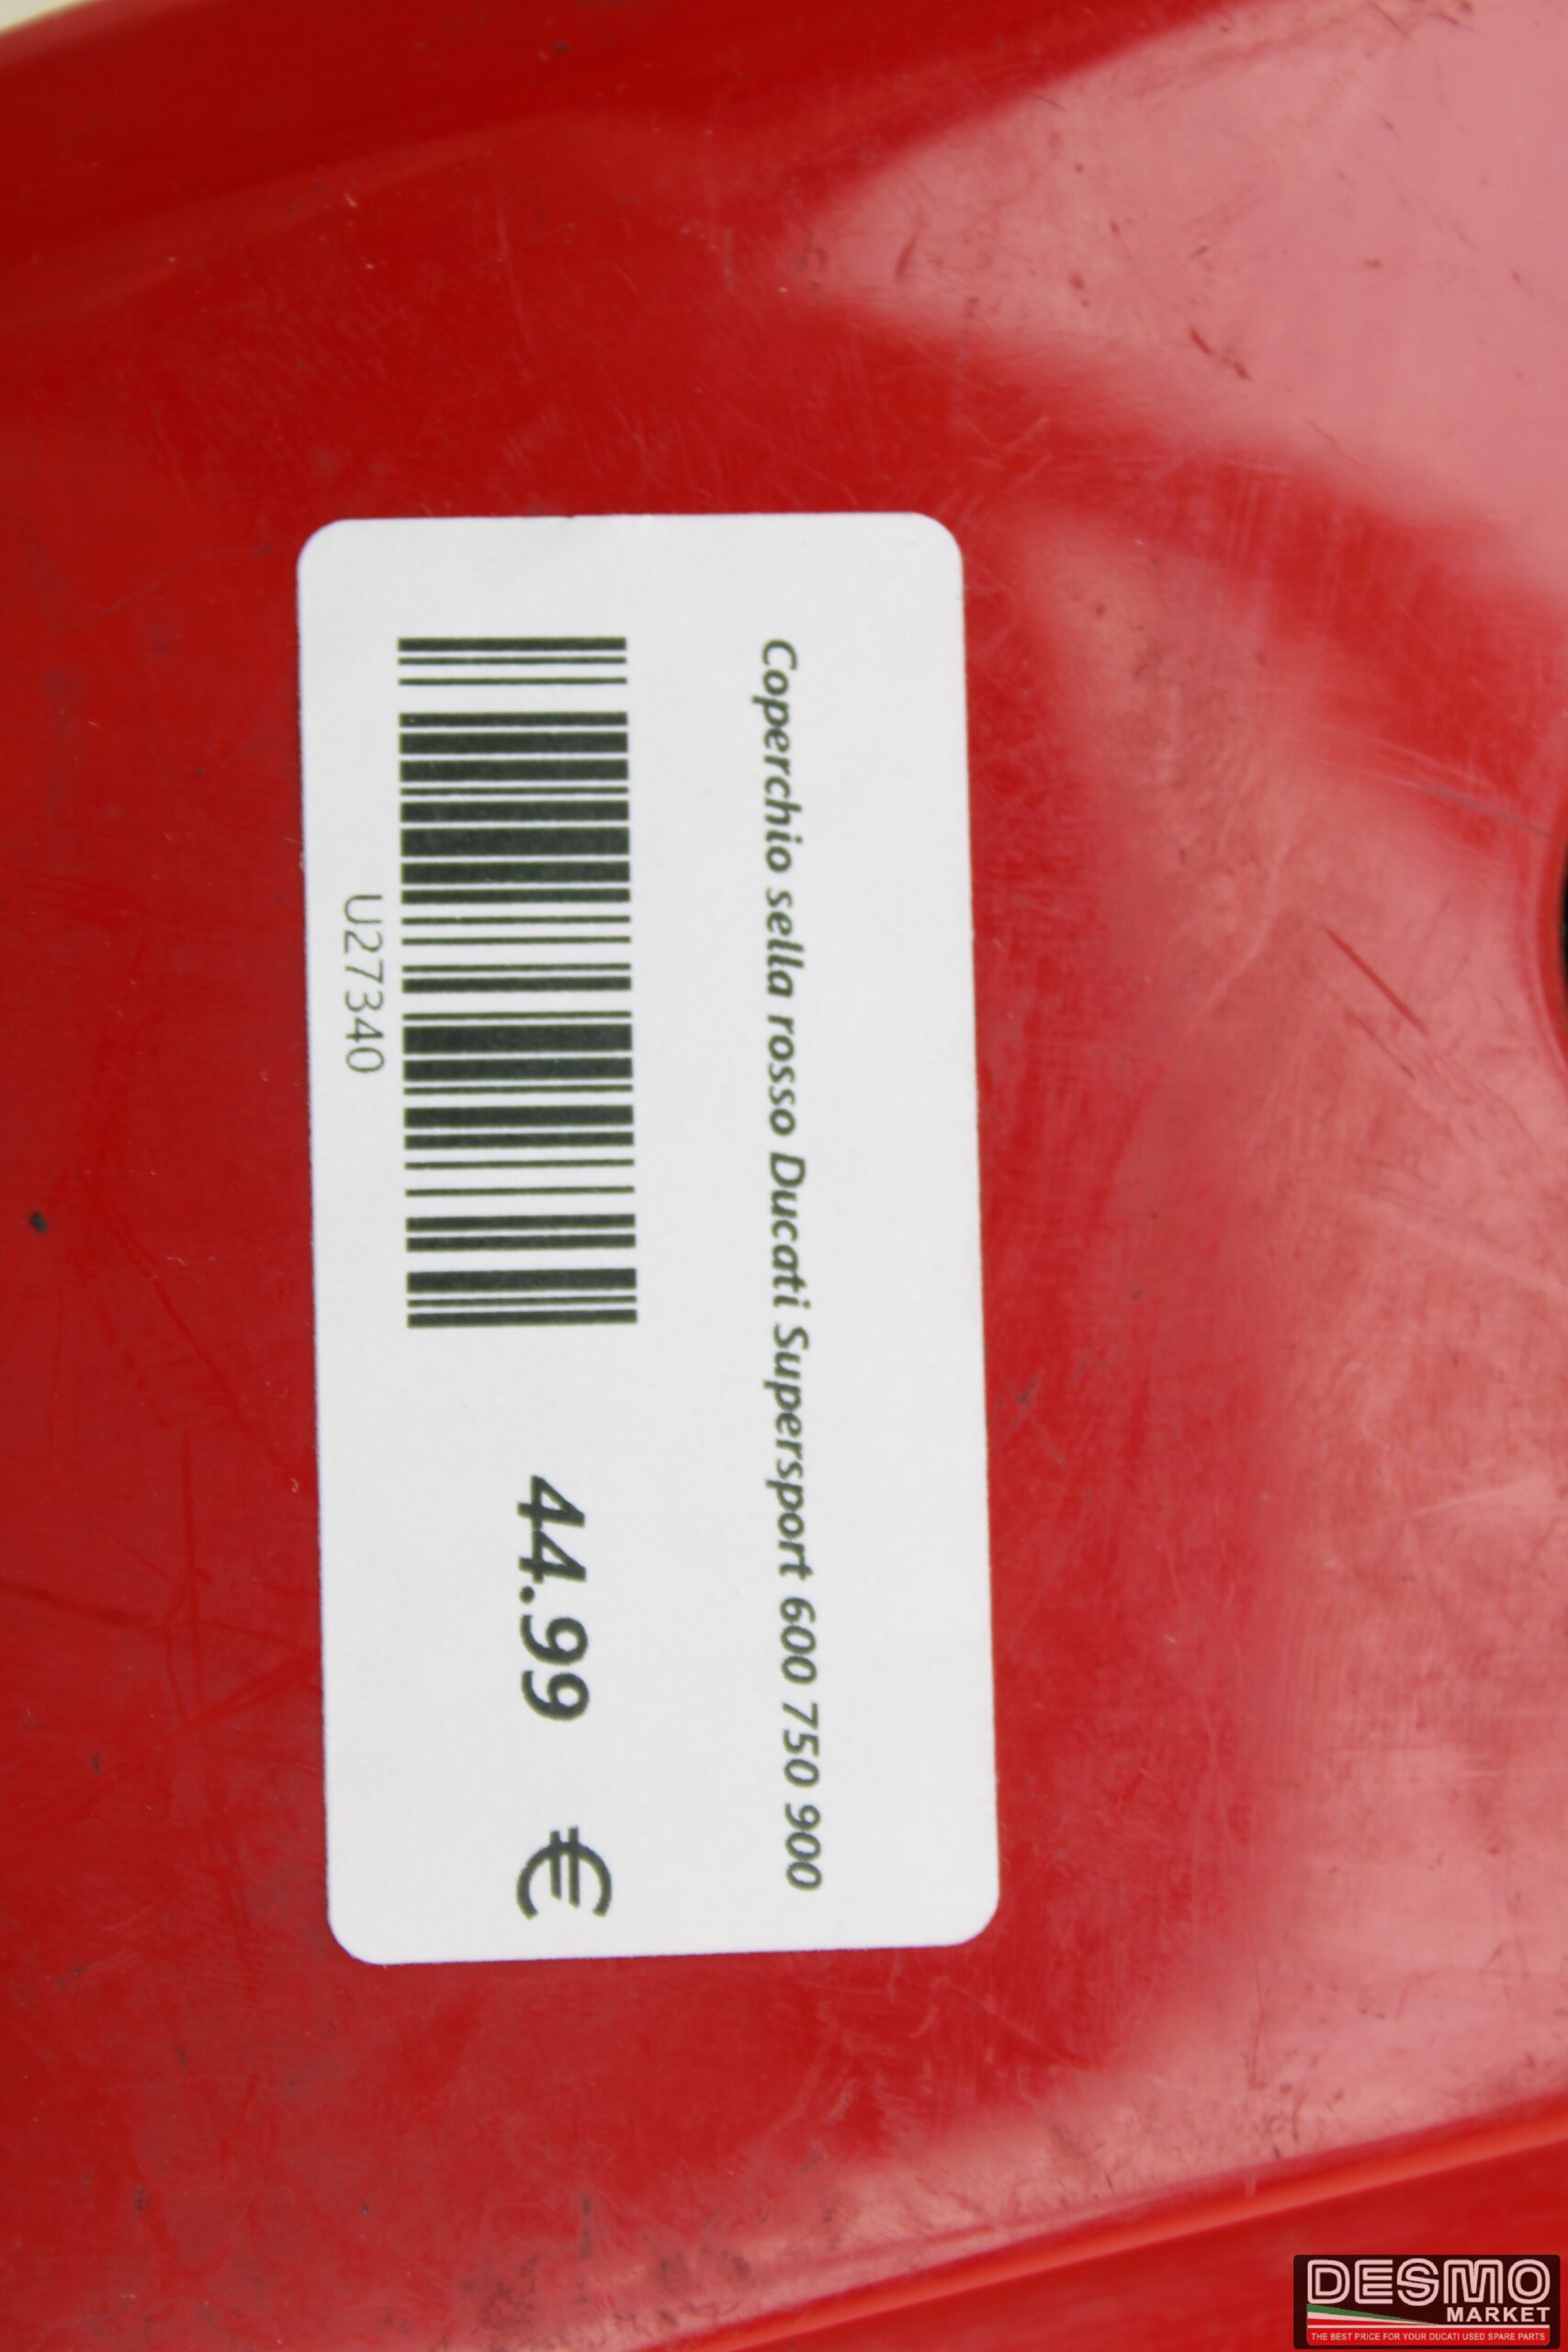 Coperchio sella rosso Ducati Supersport 600 750 900
44.99 €
U27340
DESMO
MARKET
THE BEST PRICE FOR YOUR DUCATI USED SPARE PARTS